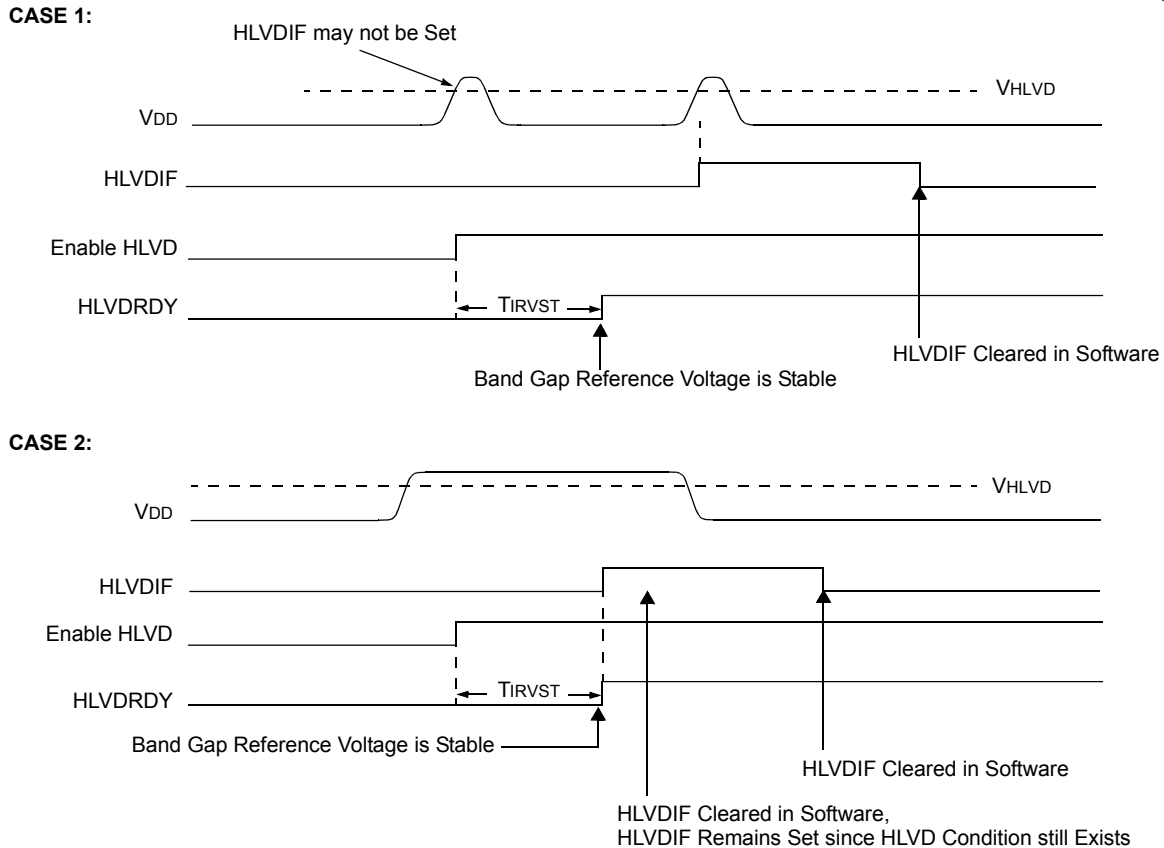 CASE 1:
HLVDIF may not be Set
VHLVD
VDD
HLVDIF
Enable HLVD
HLVDRDY
TIRVST
HLVDIF Cleared in Software
Band Gap Reference Voltage is Stable
CASE 2:
VHLVD
VDD
HLVDIF
Enable HLVD
HLVDRDY
TIRVST
Band Gap Reference Voltage is Stable
HLVDIF Cleared in Software
HLVDIF Cleared in Software,
HLVDIF Remains Set since HLVD Condition still Exists